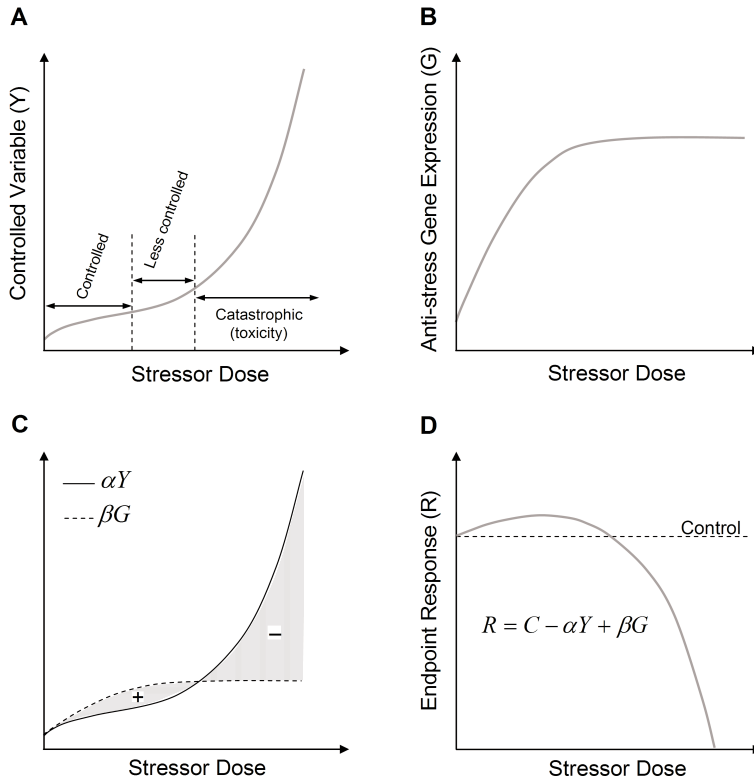 A
Controlled Variable (Y)
Controlled
Less controlled
Catastrophic
(toxicity)
Stressor Dose
B
Anti-stress Gene Expression (G)
Stressor Dose
C
αY
βG
+
−
Stressor Dose
D
Endpoint Response (R)
Control
R = C − αY + βG
Stressor Dose